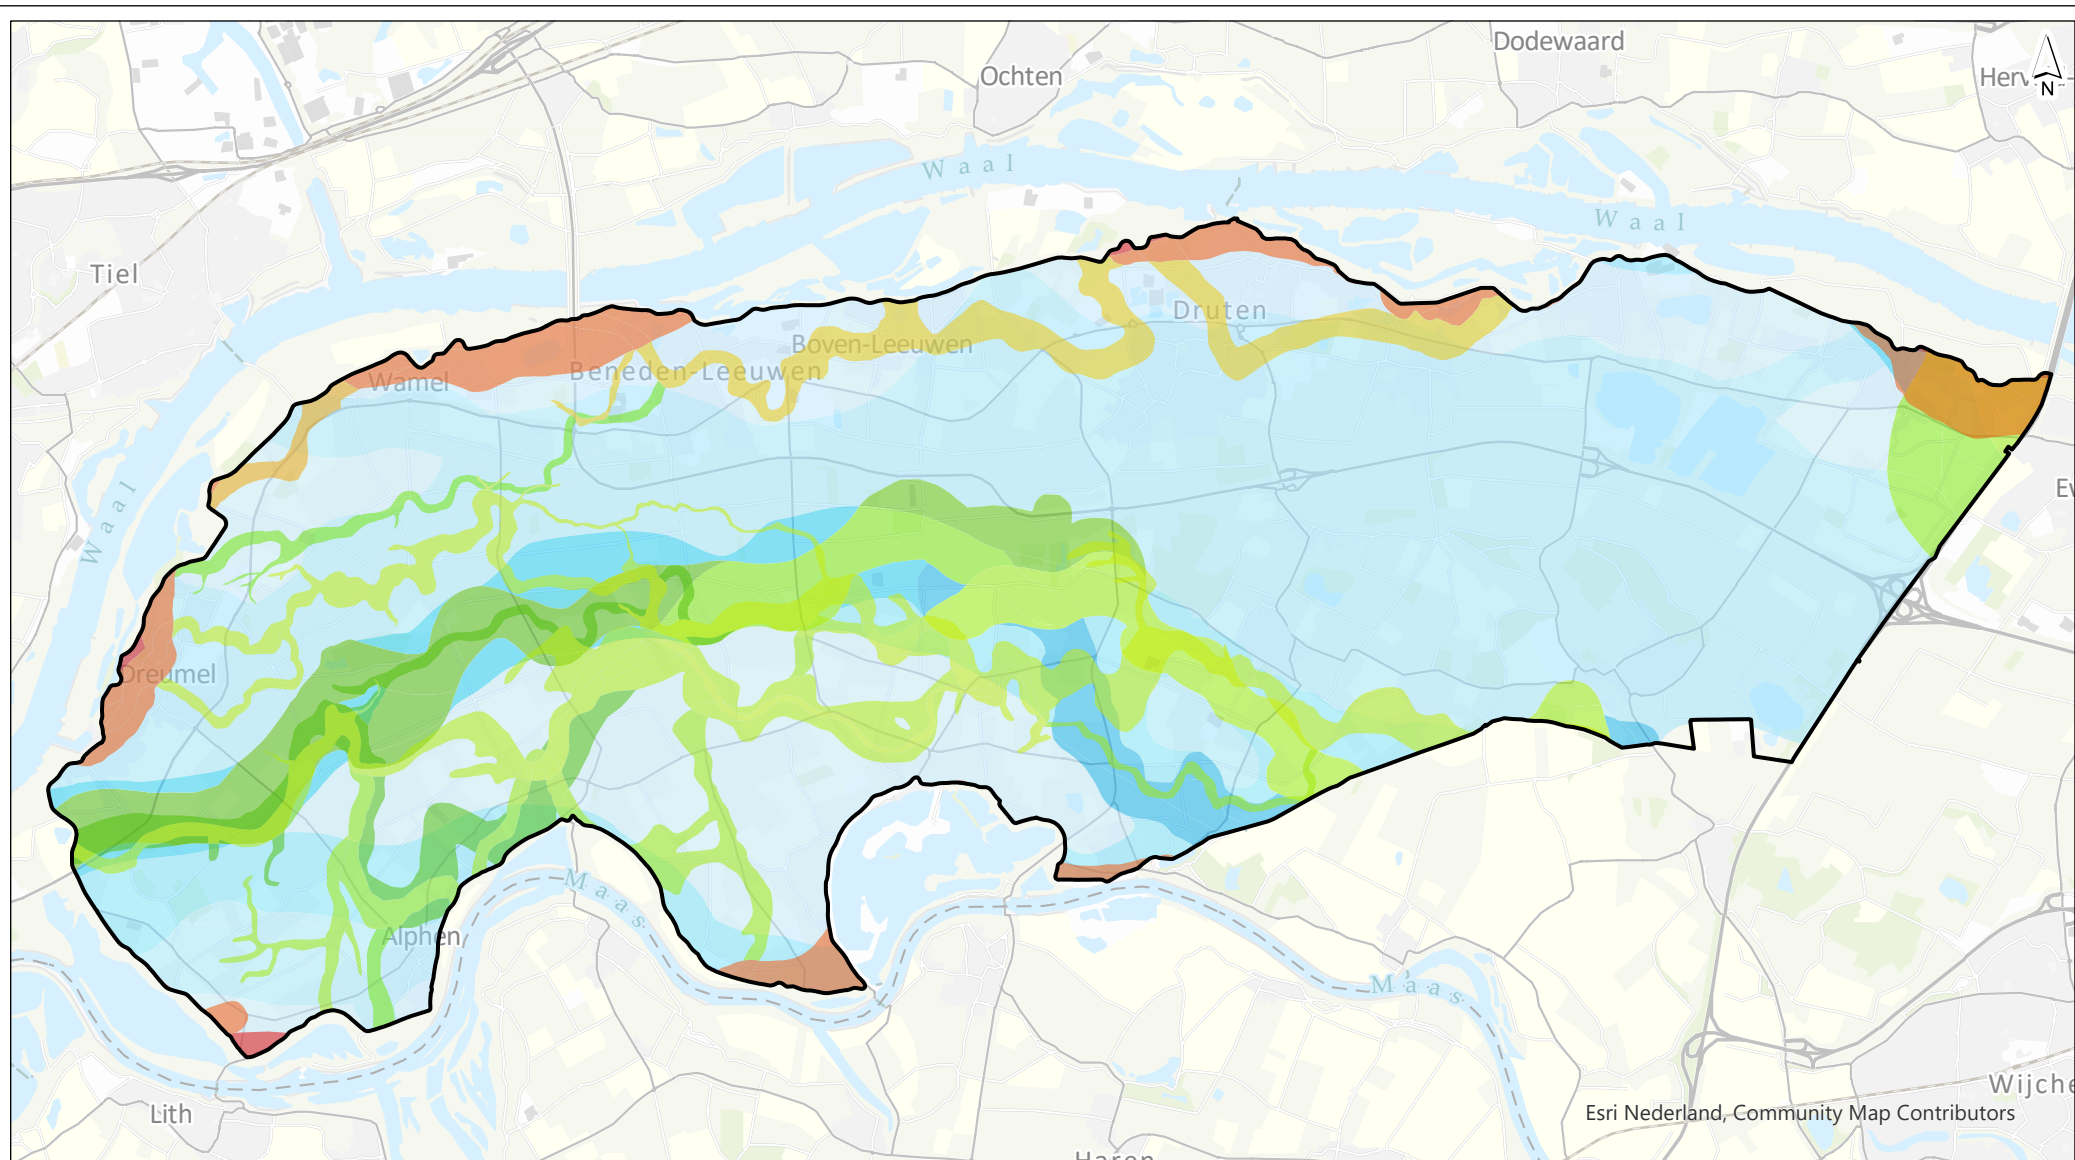 Dodewaard
Ochten
N
Waal
Waal
Tiel
Druten
Boven-Leeuwen
Beneden-Leeuwen
Wamel
Waal
Dreumel
Maas
Alphen
Maas
Wijche
Esri Nederland, Community Map Contributors
Lith